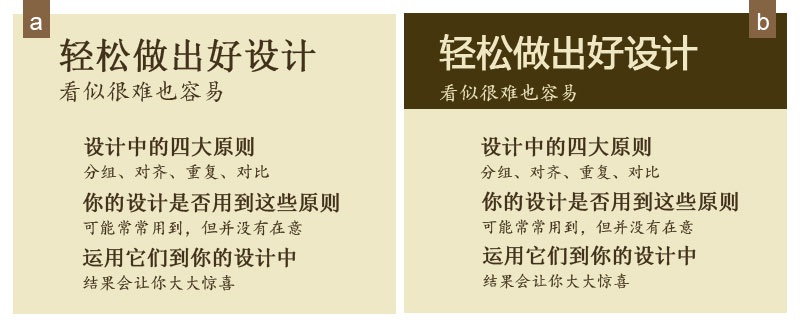 a
轻松做出好设计
看似很难也容易
设计中的四大原则
分组、对齐、重复、对比
你的设计是否用到这些原则
可能常常用到，但并没有在意
运用它们到你的设计中
结果会让你大大惊喜
b
轻松做出好设计
看似很难也容易
设计中的四大原则
分组、对齐、重复、对比
你的设计是否用到这些原则
可能常常用到，但并没有在意
运用它们到你的设计中
结果会让你大大惊喜